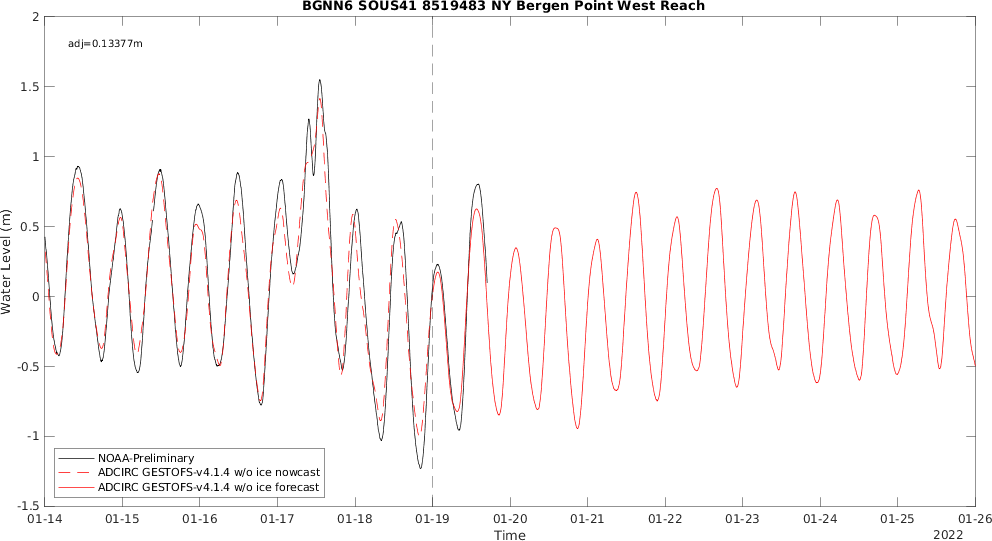 BGNN6 SOUS41 8519483 NY Bergen Point West Reach
adj=0.13377m
2
1.5
1
0.5
0
-0.5
-1
-1.5
Water Level (m)
NOAA-Preliminary
ADCIRC GESTOFS-v4.1.4 w/o ice nowcast
ADCIRC GESTOFS-v4.1.4 w/o ice forecast
01-14 01-15 01-16 01-17 01-18 01-19 01-20 01-21 01-22 01-23 01-24 01-25 01-26
Time
2022